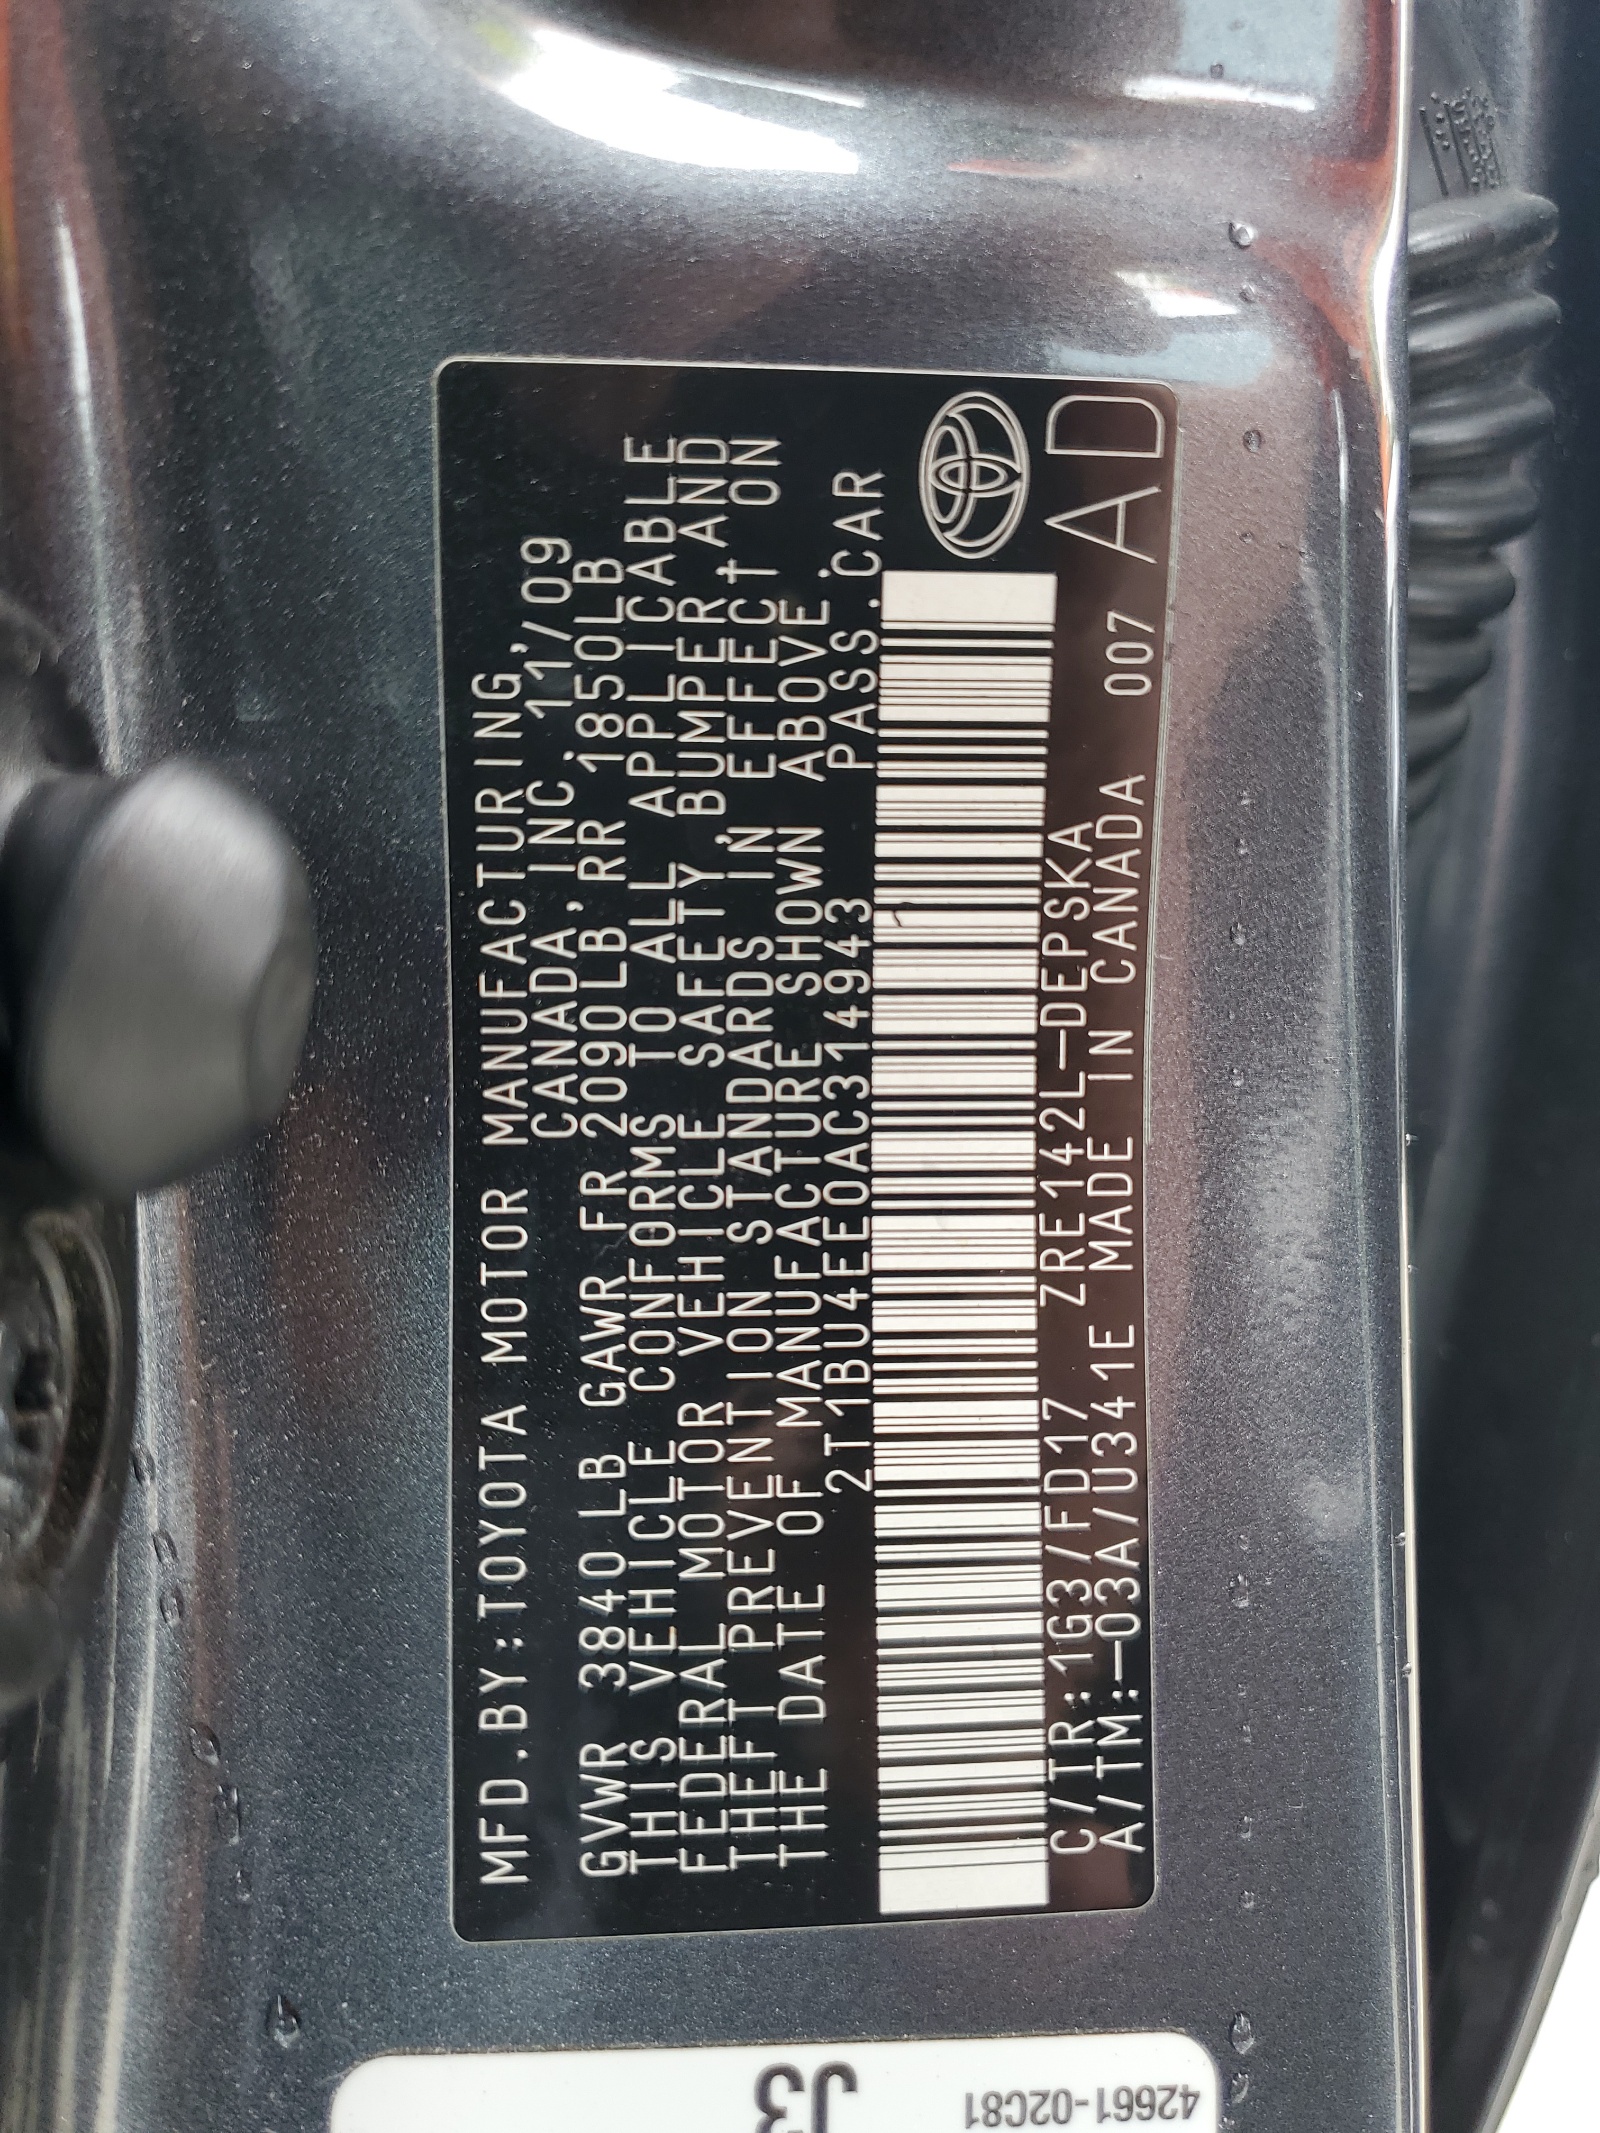 MFD.BY:TOYOTA MOTOR MANUFACTURING,
CANADA, INC. 11/09
GVWR 3840LB GAWR FR 2090LB, RR 1850LB
THIS VEHICLE CONFORMS TO ALL APPLICABLE
FEDERAL MOTOR VEHICLE SAFETY, BUMPER, AND
THEFT PREVENTION STANDARDS IN EFFECT ON
THE DATE OF MANUFACTURE SHOWN ABOVE.
2T1BU4EE0AC314943 PASS.CAR
C/TR:1G3/FD17 ZRE142L-DEPSKA
A/TM:-03A/U341E MADE IN CANADA 007 AD
42661-02C81
J3